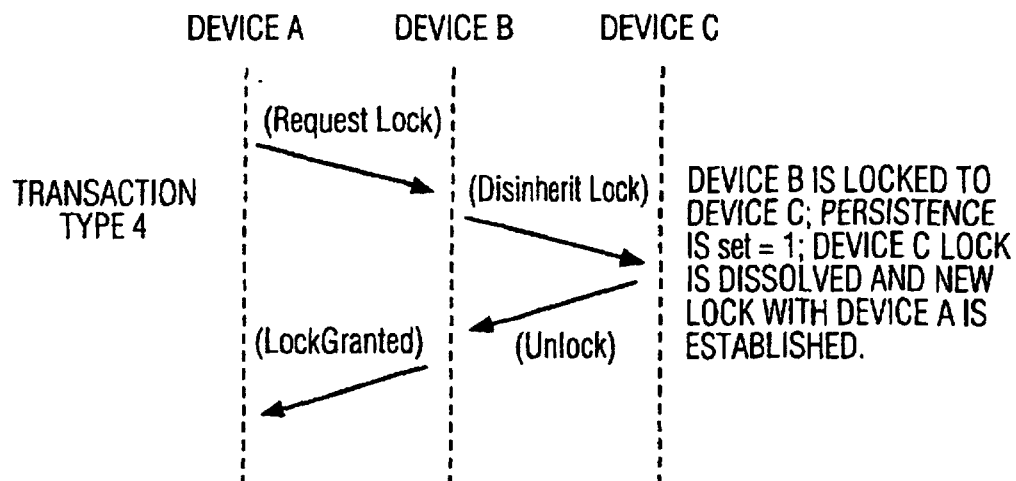 DEVICE A DEVICE B DEVICE C
(Request Lock)
TRANSACTION
TYPE 4
(Disinherit Lock)
DEVICE B IS LOCKED TO
DEVICE C; PERSISTENCE
IS set = 1; DEVICE C LOCK
IS DISSOLVED AND NEW
LOCK WITH DEVICE A IS
ESTABLISHED.
(LockGranted)
(Unlock)